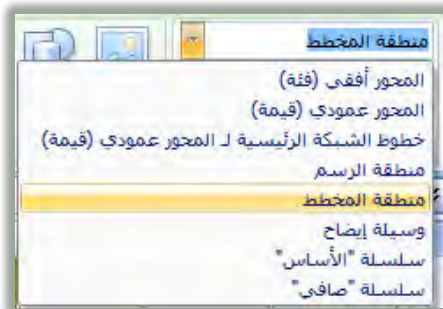 منطقة المخطط
المحور أفقي (فئة)
المحور عمودي (قيمة)
خطوط الشبكة الرئيسية لـ المحور عمودي (قيمة)
منطقة الرسم
منطقة المخطط
وسيلة إيضاح
سلسلة "الأساس"
سلسلة "صافي"